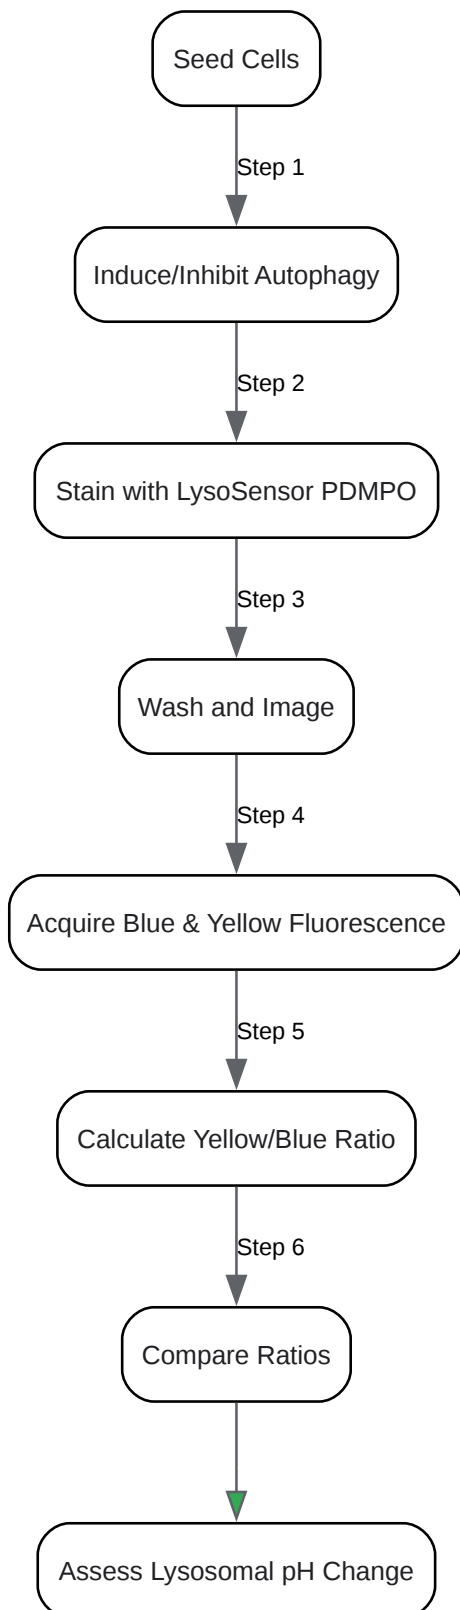 Seed Cells
Step 1
Induce/Inhibit Autophagy
Step 2
Stain with LysoSensor PDMPO
Step 3
Wash and Image
Step 4
Acquire Blue & Yellow Fluorescence
Step 5
Calculate Yellow/Blue Ratio
Step 6
Compare Ratios
Assess Lysosomal pH Change